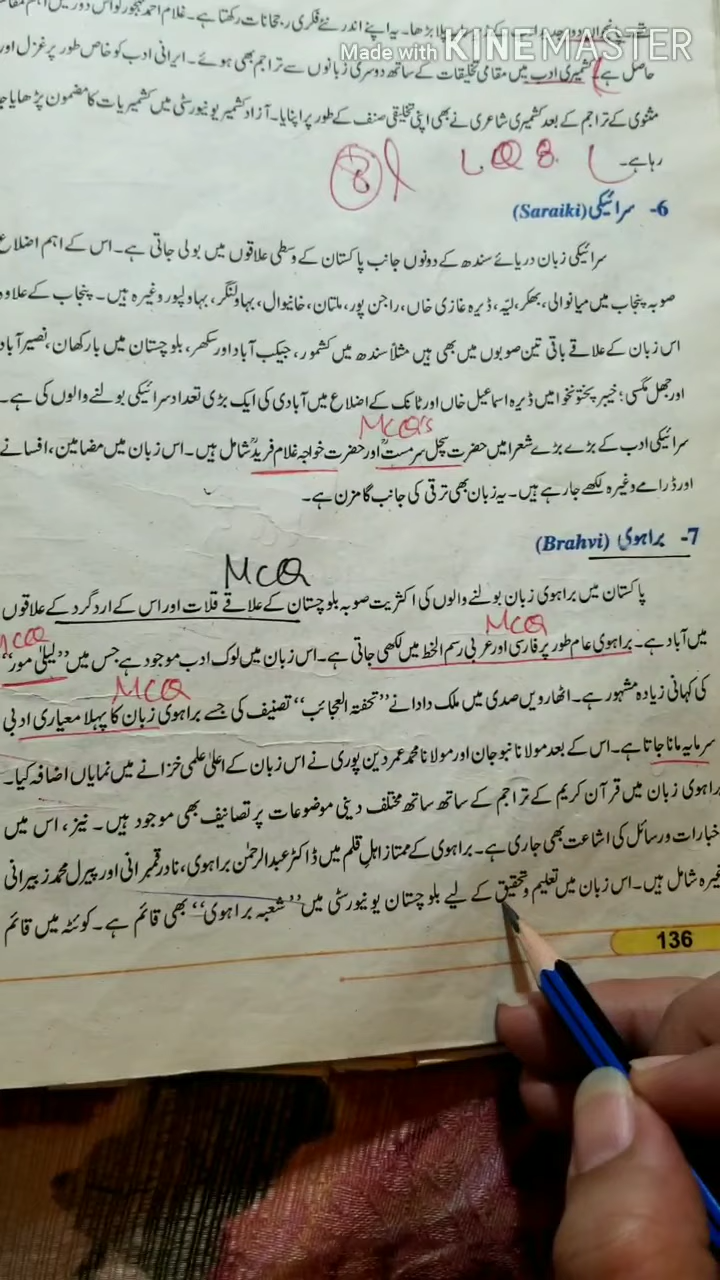 Made with KINEMASTER
حاصل ہے۔ کشمیری ادب میں مقامی تخلیقات کے ساتھ دوسری زبانوں سے تراجم بھی ہوئے۔ ایرانی ادب کو خاص طور پر غزل اور
مثنوی کے تراجم کے بعد کشمیری شاعری نے بھی اپنی تخلیقی صنف کے طور پر اپنایا۔ آزاد کشمیر یونیورسٹی میں کشمیریات کا مضمون پڑھایا جا
رہا ہے۔
L Q 8
8
6- سرائیکی (Saraiki)
سرائیکی زبان دریائے سندھ کے دونوں جانب پاکستان کے وسطی علاقوں میں بولی جاتی ہے۔ اس کے اہم اضلاع
صوبہ پنجاب میں میانوالی، بھکر، لیّہ، ڈیرہ غازی خاں، راجن پور، ملتان، خانیوال، بہاولنگر، بہاولپور وغیرہ ہیں۔ پنجاب کے علاوہ
اس زبان کے علاقے باقی تین صوبوں میں بھی ہیں مثلاً سندھ میں کشمور، جیکب آباد اور سکھر، بلوچستان میں بارکھان، نصیر آباد
اور جھل مگسی؛ خیبر پختونخوا میں ڈیرہ اسماعیل خاں اور ٹانک کے اضلاع میں آبادی کی ایک بڑی تعداد سرائیکی بولنے والوں کی ہے۔
MCQ's
سرائیکی ادب کے بڑے بڑے شعرا میں حضرت سچل سرمستؒ اور حضرت خواجہ غلام فریدؒ شامل ہیں۔ اس زبان میں مضامین، افسانے
اور ڈرامے وغیرہ لکھے جا رہے ہیں۔ یہ زبان بھی ترقی کی جانب گامزن ہے۔
7- براہوی (Brahvi)
MCQ
پاکستان میں براہوی زبان بولنے والوں کی اکثریت صوبہ بلوچستان کے علاقے قلات اور اس کے ارد گرد کے علاقوں
MCQ
میں آباد ہے۔ براہوی عام طور پر فارسی اور عربی رسم الخط میں لکھی جاتی ہے۔ اس زبان میں لوک ادب موجود ہے جس میں ”لیلیٰ مور“
MCQ
MCQ
کی کہانی زیادہ مشہور ہے۔ اٹھارویں صدی میں ملک داد نے ”تحفۃ العجائب“ تصنیف کی جسے براہوی زبان کا پہلا معیاری ادبی
سرمایہ مانا جاتا ہے۔ اس کے بعد مولانا نبو جان اور مولانا محمد عمر دین پوری نے اس زبان کے اعلیٰ علمی خزانے میں نمایاں اضافہ کیا۔
براہوی زبان میں قرآن کریم کے تراجم کے ساتھ ساتھ مختلف دینی موضوعات پر تصانیف بھی موجود ہیں۔ نیز، اس میں
خبارات و رسائل کی اشاعت بھی جاری ہے۔ براہوی کے ممتاز اہلِ قلم میں ڈاکٹر عبدالرحمٰن براہوی، نادر قمبرانی اور پیرل محمد زبیرانی
غیرہ شامل ہیں۔ اس زبان میں تعلیم و تحقیق کے لیے بلوچستان یونیورسٹی میں ”شعبہ براہوی“ بھی قائم ہے۔ کوئٹہ میں قائم
136